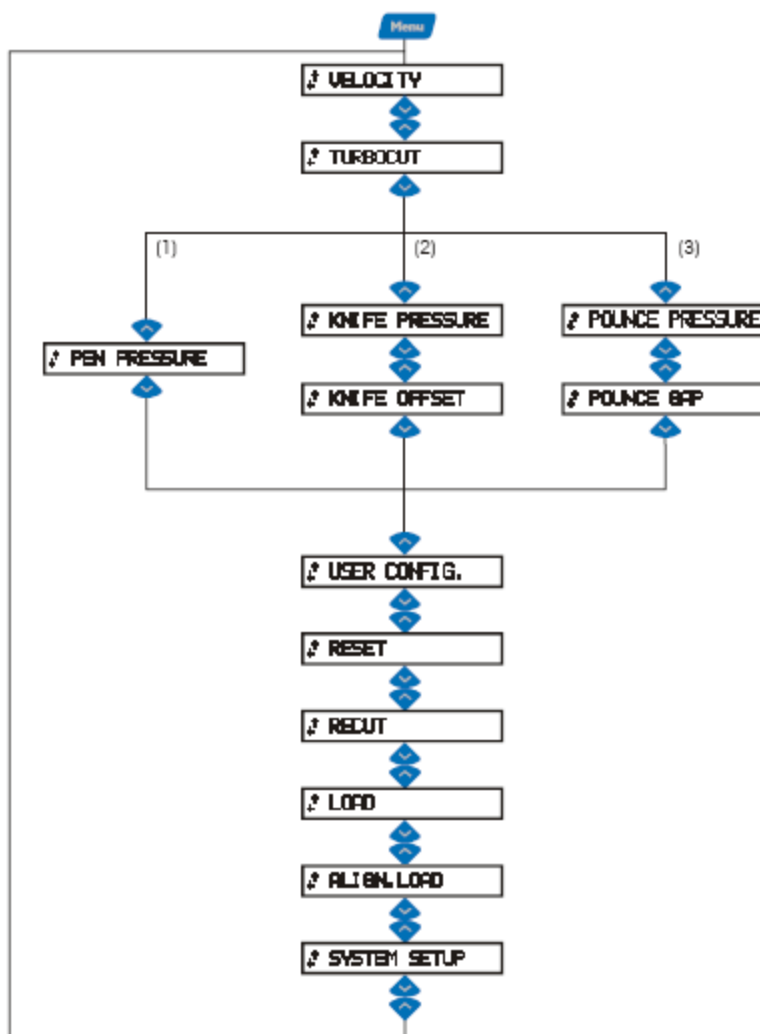 Menu
VELOCITY
TURBOCUT
(1) (2) (3)
KNIFE PRESSURE POUNCE PRESSURE
PEN PRESSURE
KNIFE OFFSET POUNCE GAP
USER CONFIG.
RESET
RECUT
LOAD
ALIGN.LOAD
SYSTEM SETUP